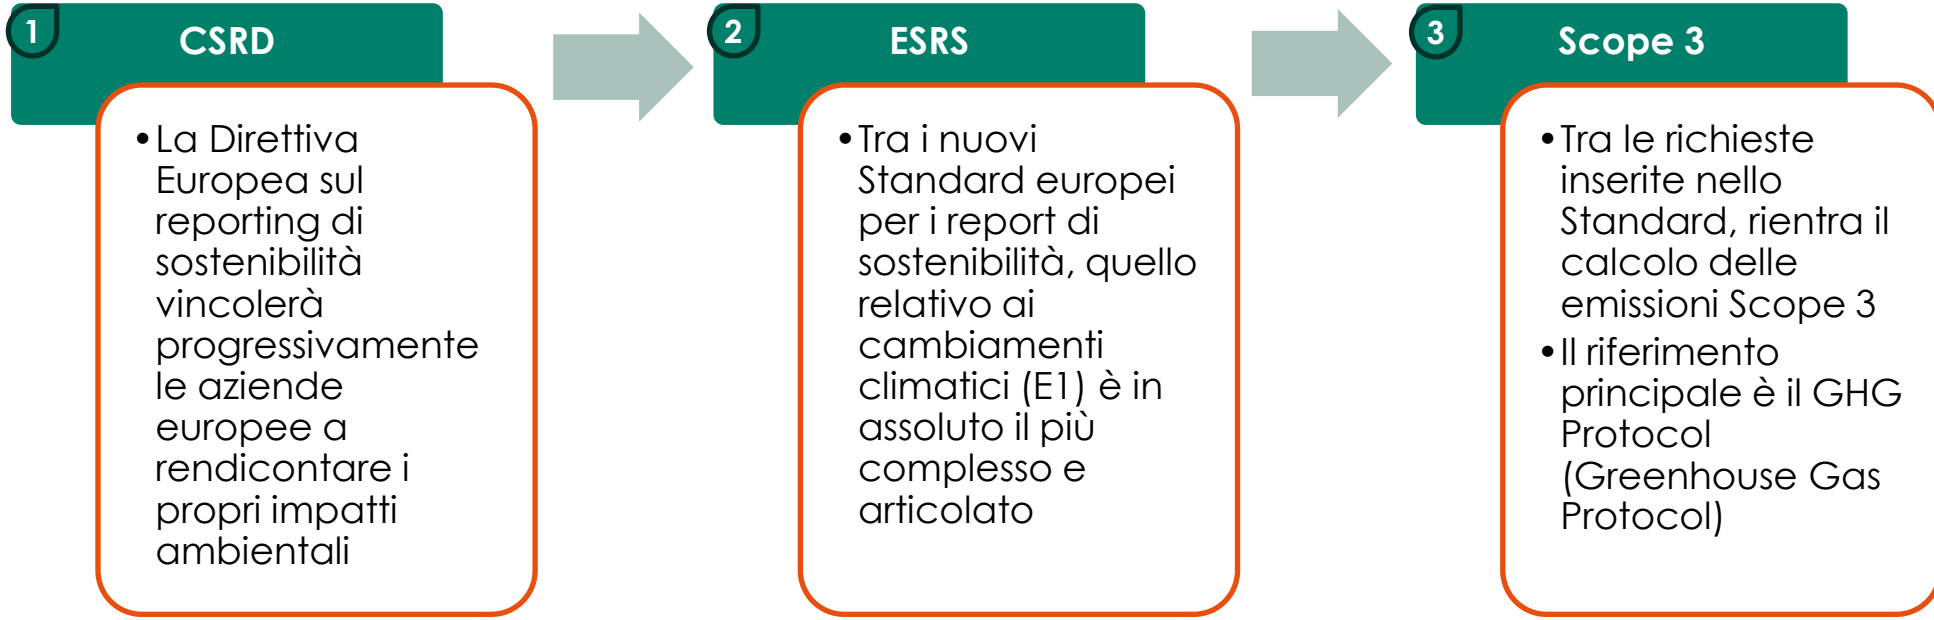 1
CSRD
•La Direttiva
Europea sul
reporting di
sostenibilità
vincolerà
progressivamente
le aziende
europee a
rendicontare i
propri impatti
ambientali
2
ESRS
•Tra i nuovi
Standard europei
per i report di
sostenibilità, quello
relativo ai
cambiamenti
climatici (E1) è in
assoluto il più
complesso e
articolato
3
Scope 3
•Tra le richieste
inserite nello
Standard, rientra il
calcolo delle
emissioni Scope 3
•Il riferimento
principale è il GHG
Protocol
(Greenhouse Gas
Protocol)